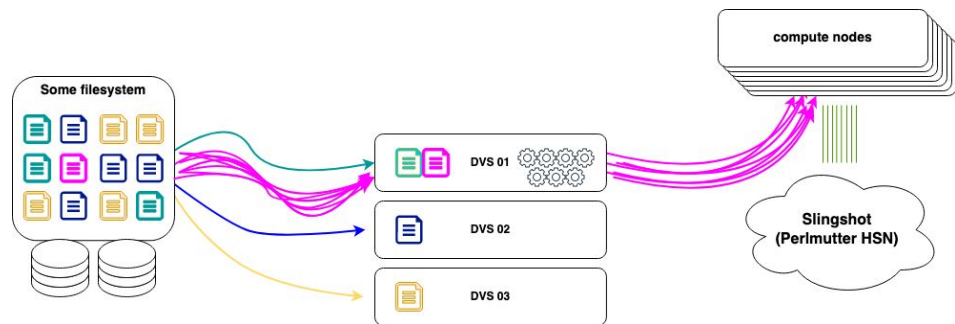 compute nodes
Some filesystem
DVS 01
DVS 02
DVS 03
Slingshot
(Perlmutter HSN)